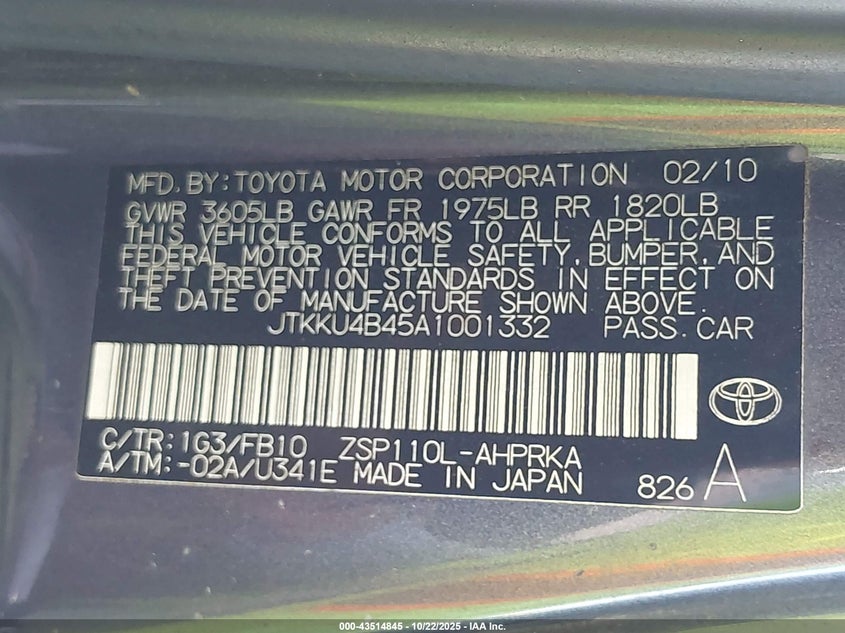 MFD.BY:TOYOTA MOTOR CORPORATION 02/10
GVWR 3605LB GAWR FR 1975LB RR 1820LB
THIS VEHICLE CONFORMS TO ALL APPLICABLE
FEDERAL MOTOR VEHICLE SAFETY,BUMPER,AND
THEFT PREVENTION STANDARDS IN EFFECT ON
THE DATE OF MANUFACTURE SHOWN ABOVE.
JTKKU4B45A1001332 PASS.CAR
C/TR:1G3/FB10 ZSP110L-AHPRKA
A/TM:-02A/U341E MADE IN JAPAN 826 A
000-43514845 - 10/22/2025 - IAA Inc.